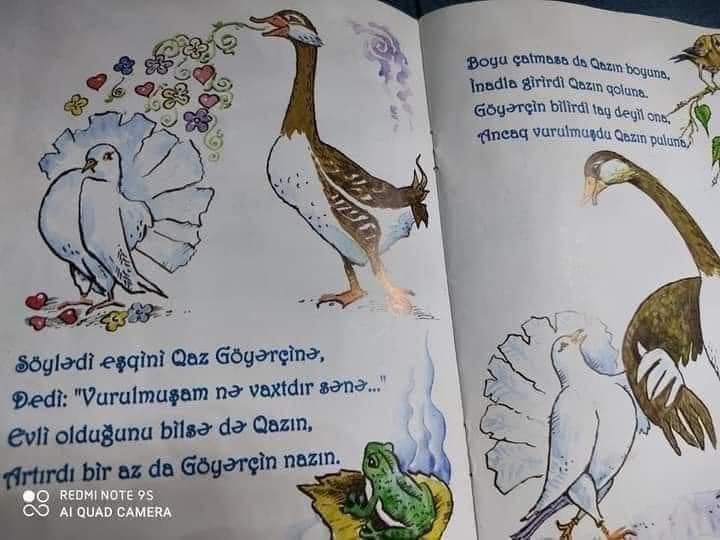 Söylədi eşqini Qaz Göyərçinə,
Dedi: "Vurulmuşam nə vaxtdır sənə..."
Evli olduğunu bilsə də Qazın,
Artırdı bir az da Göyərçin nazın.
Boyu çatmasa da Qazın boyuna,
İnadla girirdi Qazın qoluna.
Göyərçin bilirdi tay deyil ona,
Ancaq vurulmuşdu Qazın puluna.
REDMI NOTE 9S
AI QUAD CAMERA